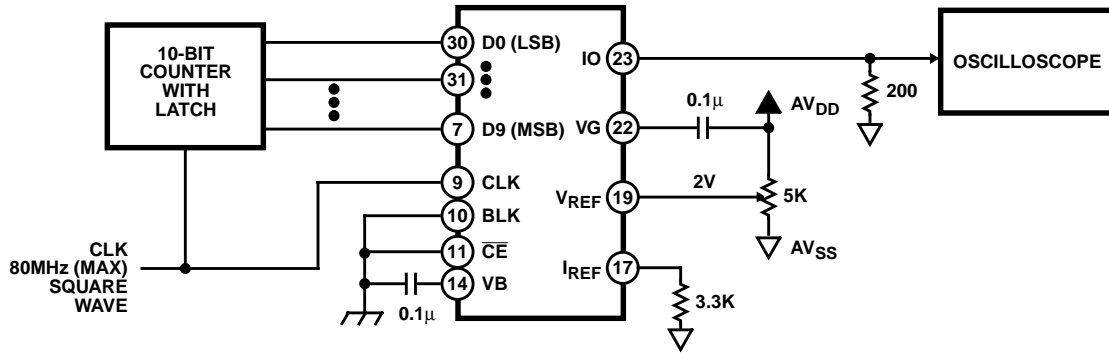 10-BIT
COUNTER
WITH
LATCH
30 D0 (LSB)
31
7 D9 (MSB)
9 CLK
10 BLK
11 CE
14 VB
0.1μ
CLK
80MHz (MAX)
SQUARE
WAVE
IO 23
VG 22
VREF 19
IREF 17
0.1μ
AVDD
2V
5K
AVSS
3.3K
200
OSCILLOSCOPE